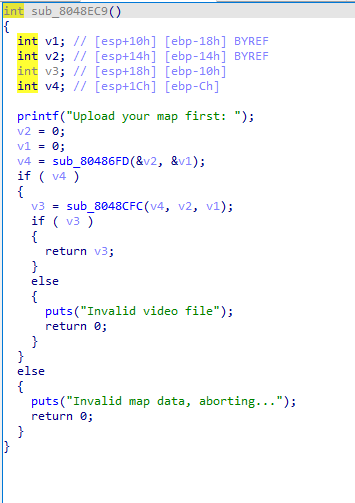 int sub_8048EC9()
{
int v1; // [esp+10h] [ebp-18h] BYREF
int v2; // [esp+14h] [ebp-14h] BYREF
int v3; // [esp+18h] [ebp-10h]
int v4; // [esp+1Ch] [ebp-Ch]
printf("Upload your map first: ");
v2 = 0;
v1 = 0;
v4 = sub_80486FD(&v2, &v1);
if ( v4 )
{
v3 = sub_8048CFC(v4, v2, v1);
if ( v3 )
{
return v3;
}
else
{
puts("Invalid video file");
return 0;
}
}
else
{
puts("Invalid map data, aborting...");
return 0;
}
}